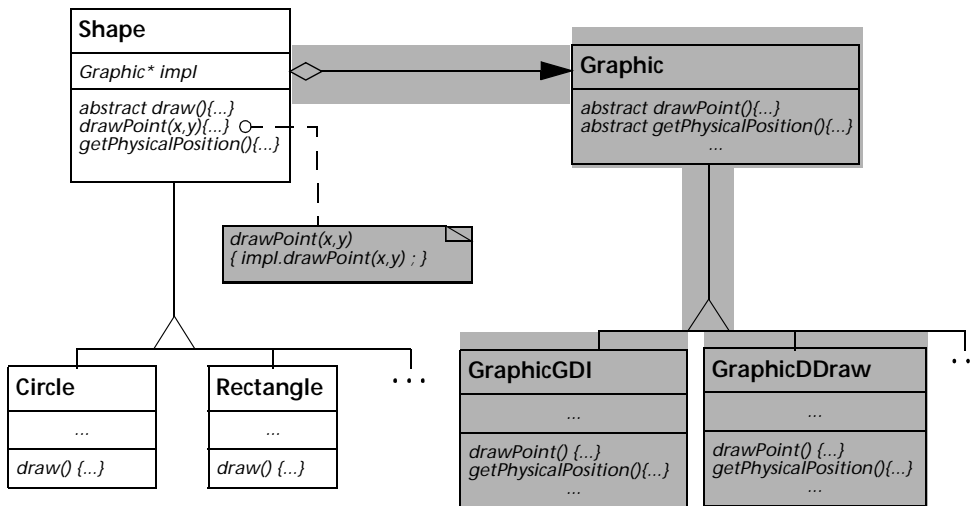 Shape
Graphic* impl
abstract draw(){...}
drawPoint(x,y){...}
getPhysicalPosition(){...}
Graphic
abstract drawPoint(){...}
abstract getPhysicalPosition(){...}
...
drawPoint(x,y)
{ impl.drawPoint(x,y) ; }
Circle
...
draw() {...}
Rectangle
...
draw() {...}
...
GraphicGDI
...
drawPoint() {...}
getPhysicalPosition(){...}
...
GraphicDDraw
...
drawPoint() {...}
getPhysicalPosition(){...}
...
..